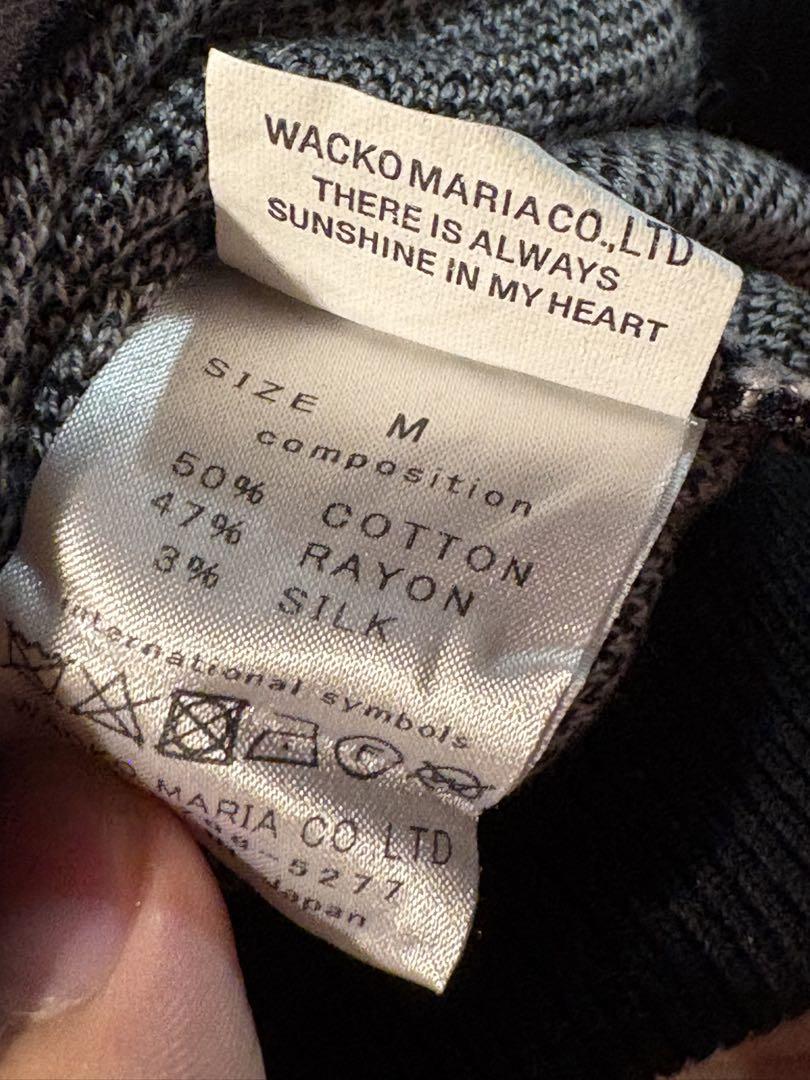 WACKO MARIA CO.,LTD
THERE IS ALWAYS
SUNSHINE IN MY HEART
SIZE M
composition
50% COTTON
47% RAYON
3% SILK
international symbols
MARIA CO LTD
5277
Japan